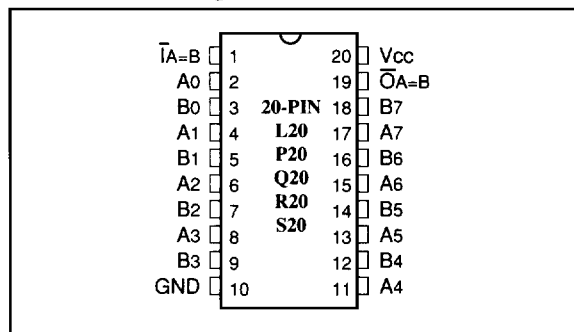 I̅A=B 1 20 Vcc
A0 2 19 O̅A=B
B0 3 20-PIN 18 B7
A1 4 L20 17 A7
B1 5 P20 16 B6
A2 6 Q20 15 A6
B2 7 R20 14 B5
A3 8 S20 13 A5
B3 9 12 B4
GND 10 11 A4